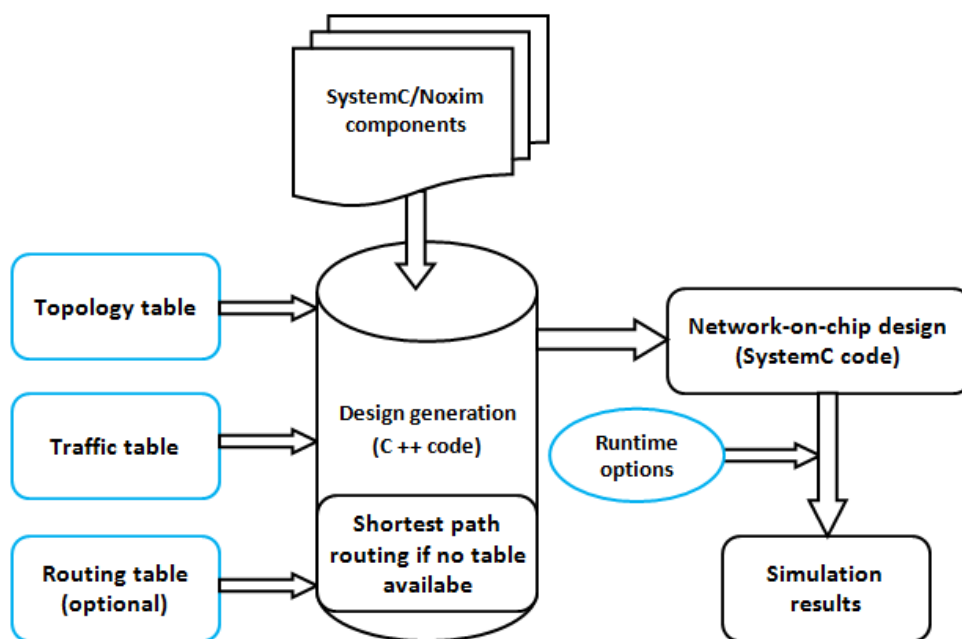 SystemC/Noxim
components
Topology table
Traffic table
Routing table
(optional)
Design generation
(C ++ code)
Shortest path
routing if no table
availabe
Network-on-chip design
(SystemC code)
Runtime
options
Simulation
results